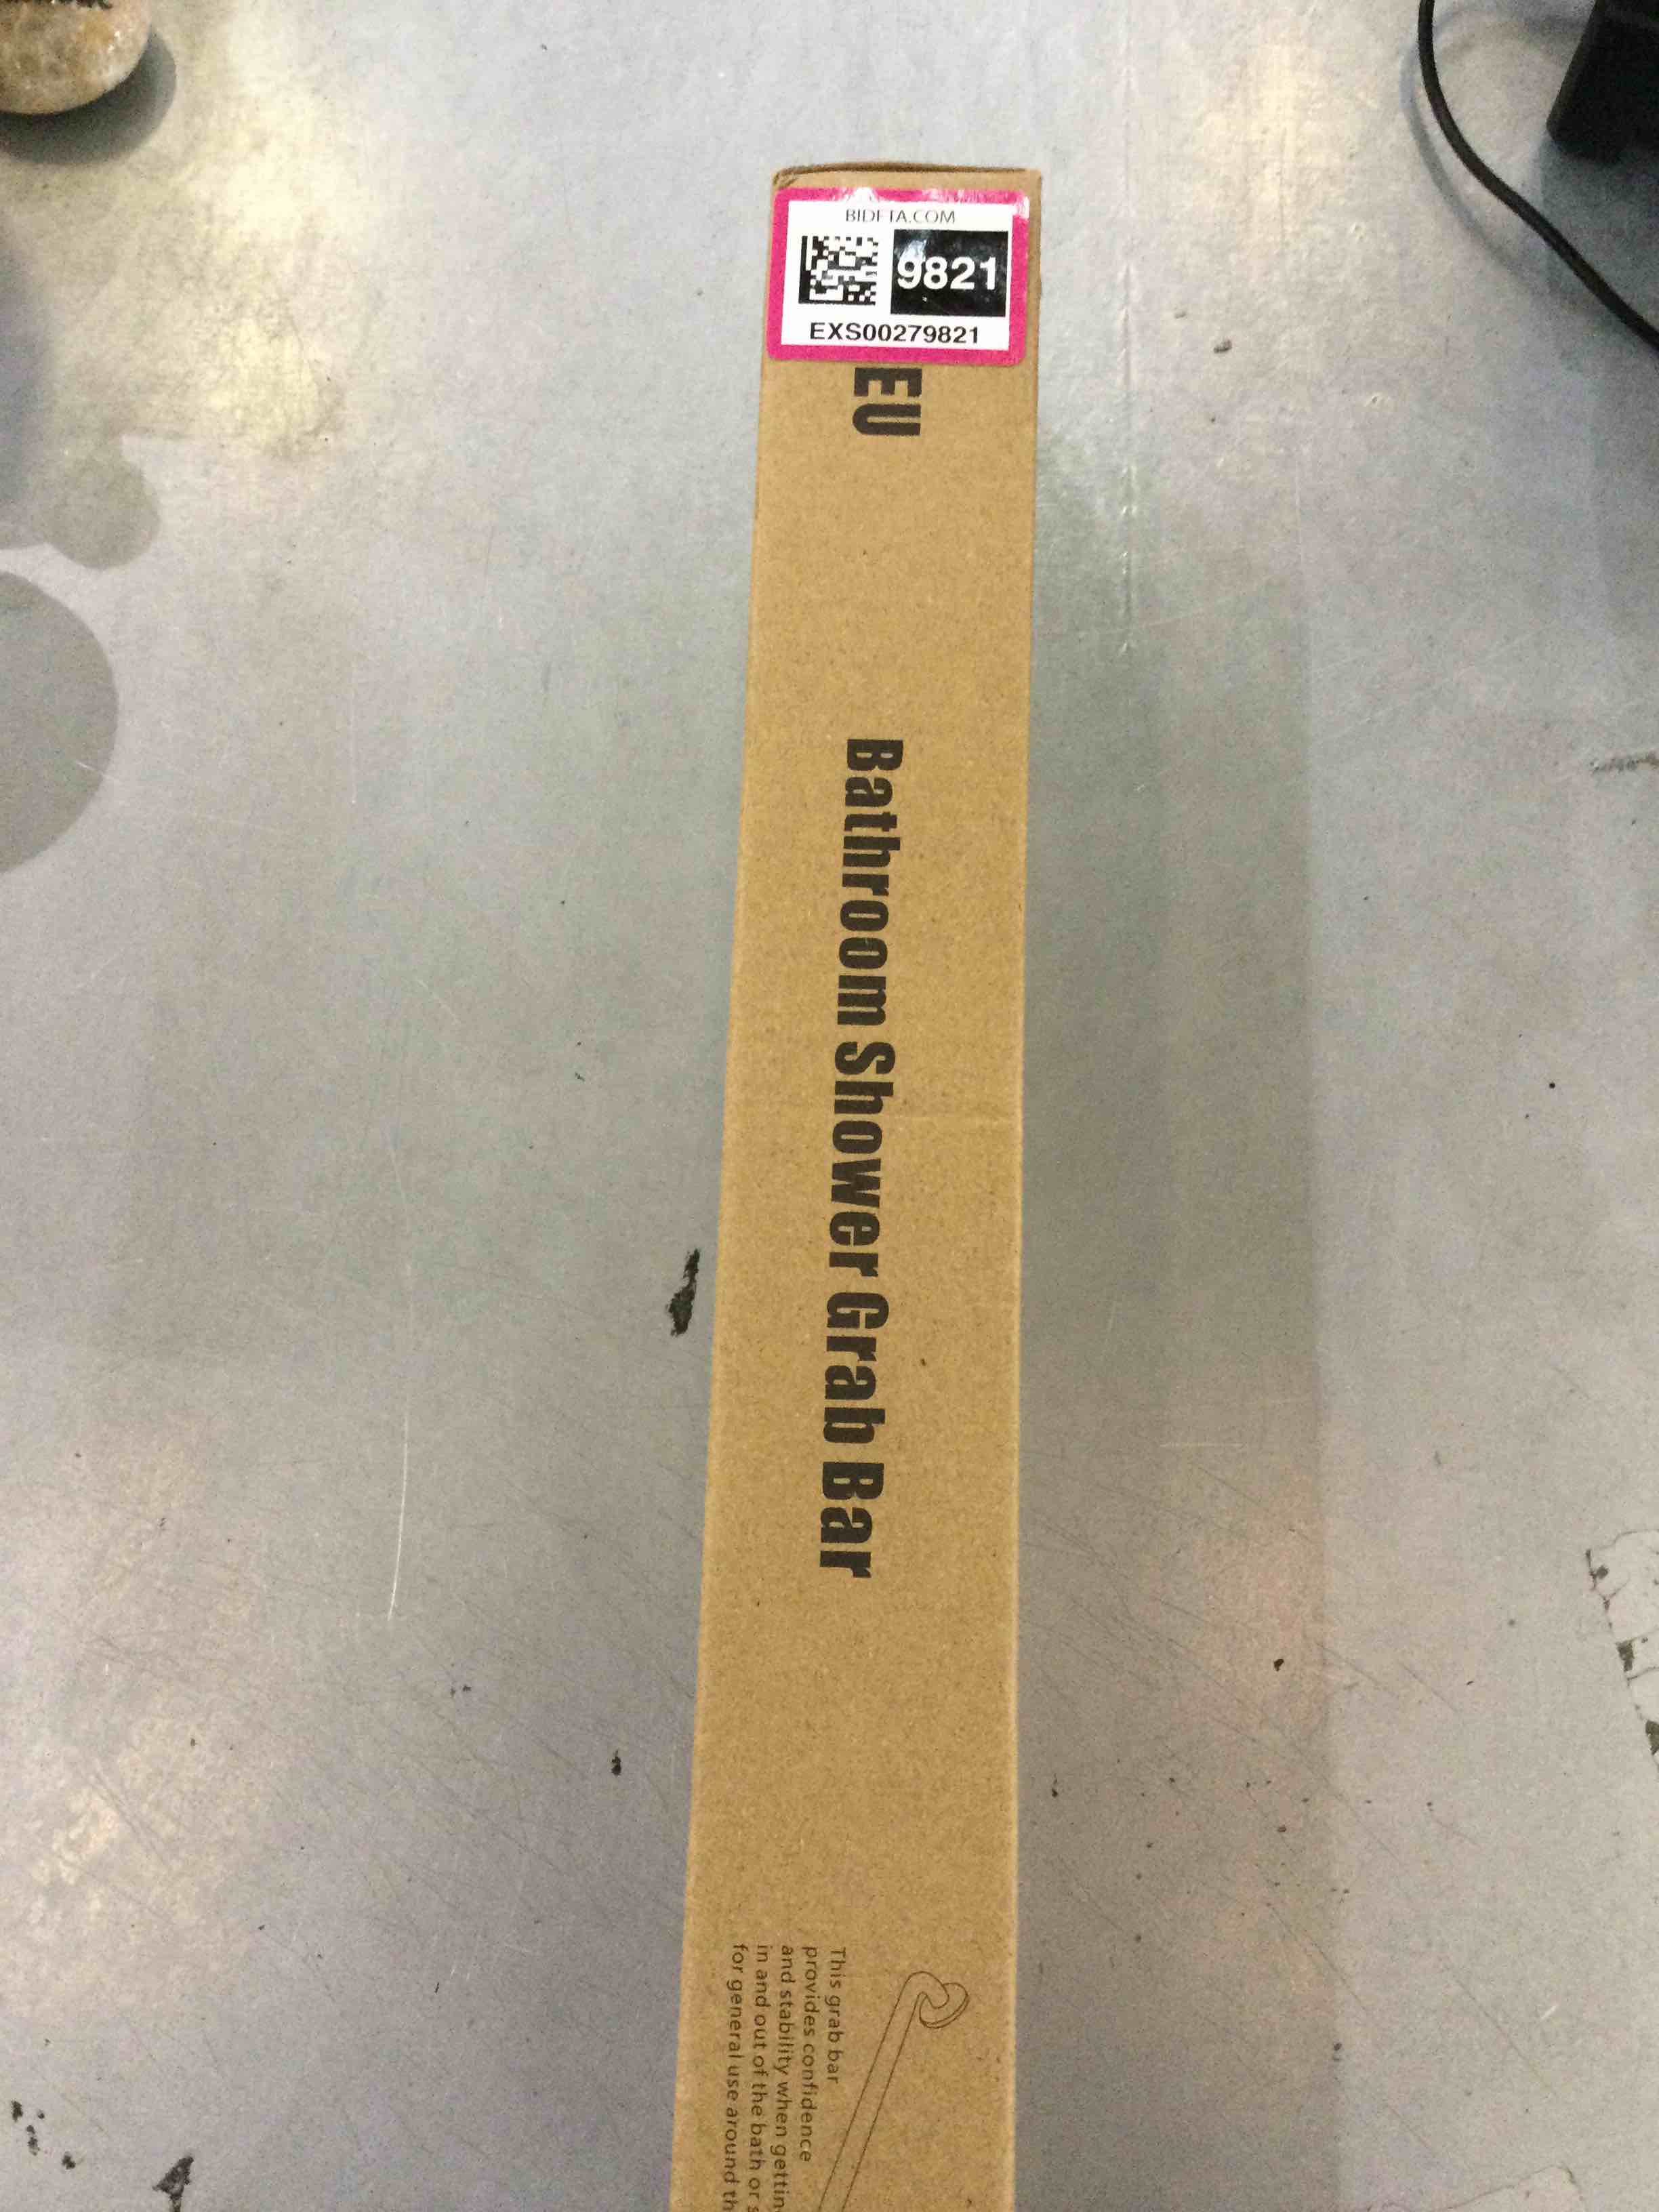 BIDFTA.COM
9821
EXS00279821
EU
Bathroom Shower Grab Bar
This grab bar
provides confidence
and stability when gettin
in and out of the bath or s
for general use around th